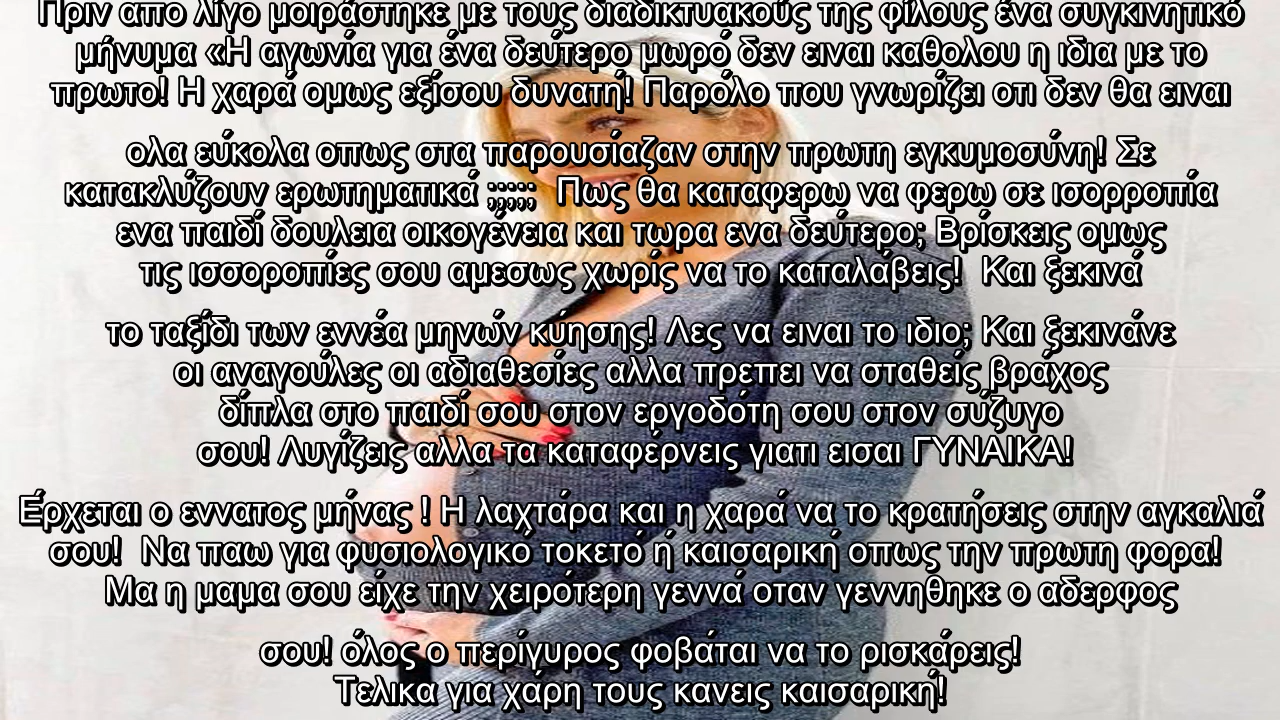 Πριν απο λίγο μοιράστηκε με τους διαδικτυακούς της φίλους ένα συγκινητικό
μήνυμα «Η αγωνία για ένα δεύτερο μωρό δεν ειναι καθολου η ιδια με το
πρωτο! Η χαρά ομως εξίσου δυνατή! Παρόλο που γνωρίζει οτι δεν θα ειναι
ολα εύκολα οπως στα παρουσίαζαν στην πρωτη εγκυμοσύνη! Σε
κατακλύζουν ερωτηματικά ;;;;; Πως θα καταφερω να φερω σε ισορροπία
ενα παιδί δουλεια οικογένεια και τωρα ενα δεύτερο; Βρίσκεις ομως
τις ισσοροπίες σου αμεσως χωρίς να το καταλάβεις! Και ξεκινά
το ταξίδι των εννέα μηνών κύησης! Λες να ειναι το ιδιο; Και ξεκινάνε
οι αναγούλες οι αδιαθεσίες αλλα πρεπει να σταθείς βράχος
δίπλα στο παιδί σου στον εργοδότη σου στον σύζυγο
σου! Λυγίζεις αλλα τα καταφέρνεις γιατι εισαι ΓΥΝΑΙΚΑ!
Ερχεται ο εννατος μήνας ! Η λαχτάρα και η χαρά να το κρατήσεις στην αγκαλιά
σου! Να παω για φυσιολογικό τοκετό ή καισαρική οπως την πρωτη φορα!
Μα η μαμα σου είχε την χειρότερη γεννά οταν γεννηθηκε ο αδερφος
σου! όλος ο περίγυρος φοβάται να το ρισκάρεις!
Τελικα για χάρη τους κανεις καισαρική!